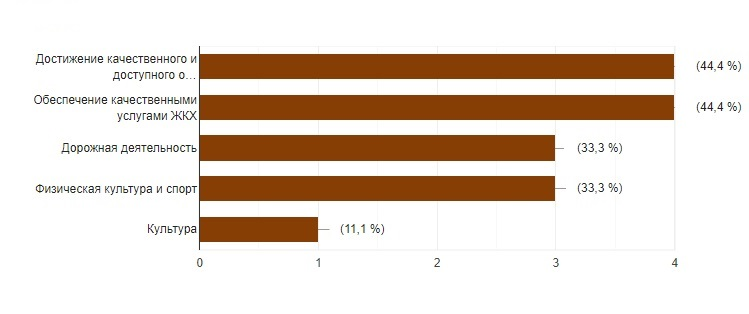 Достижение качественного и
доступного о…
(44,4 %)
Обеспечение качественными
услугами ЖКХ
(44,4 %)
Дорожная деятельность
(33,3 %)
Физическая культура и спорт
(33,3 %)
Культура
(11,1 %)
0 1 2 3 4